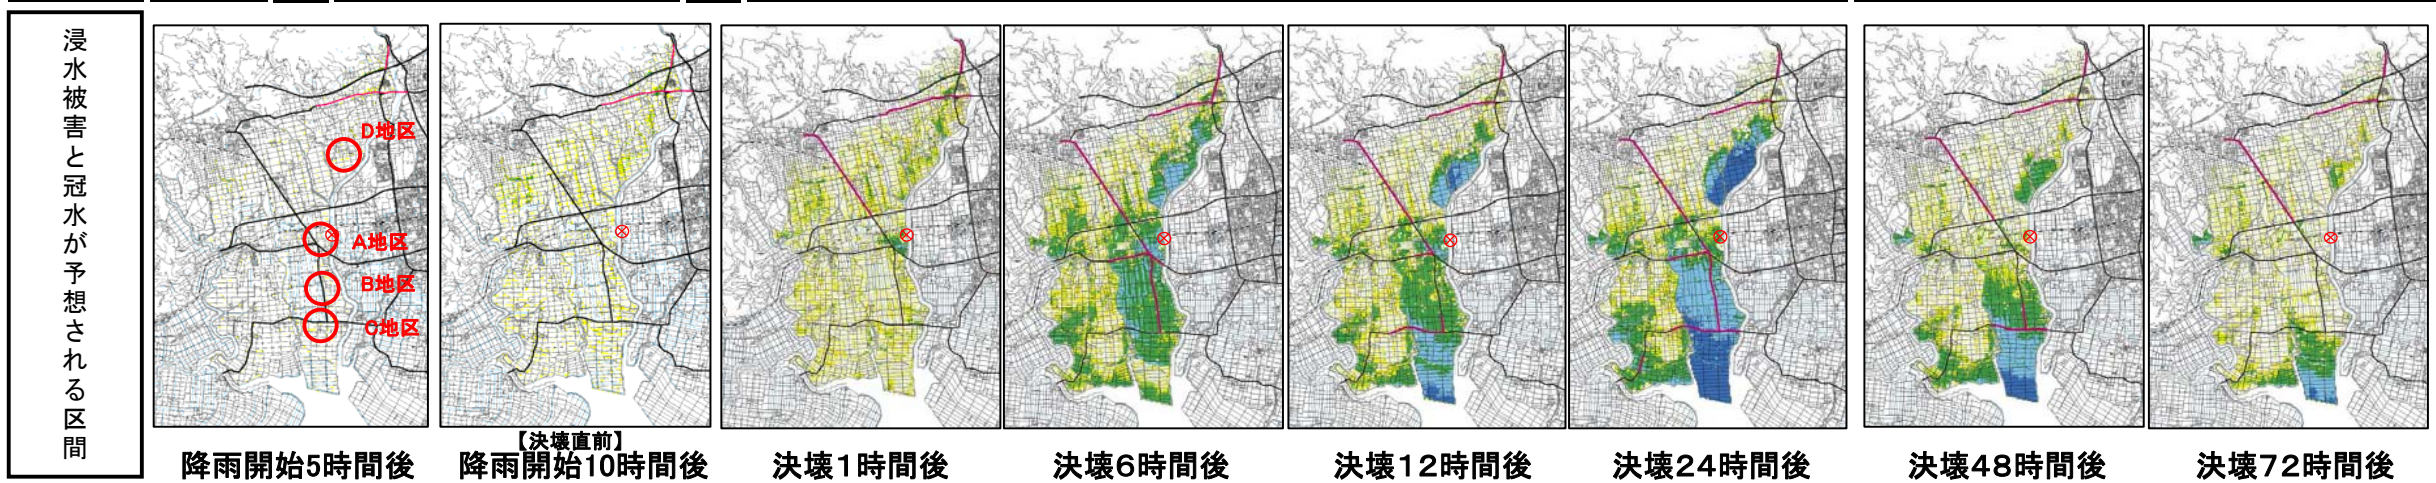 浸水被害と冠水が予想される区間
D地区
A地区
B地区
C地区
降雨開始5時間後
【決壊直前】
降雨開始10時間後
決壊1時間後
決壊6時間後
決壊12時間後
決壊24時間後
決壊48時間後
決壊72時間後